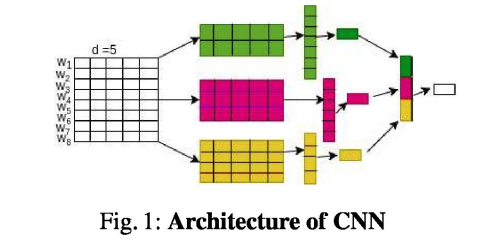 d =5
W1
W2
W3
W4
W5
W6
W7
W8
Fig. 1: Architecture of CNN